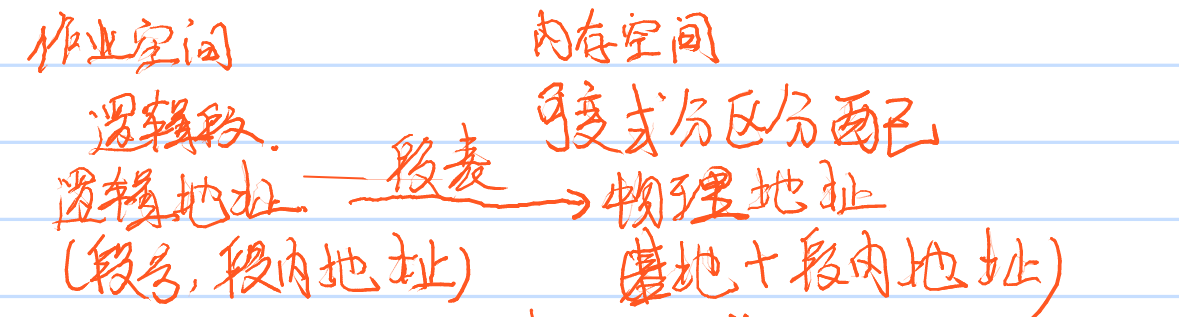 作业空间 内存空间
逻辑段. 可变式分区分配
逻辑地址 段表 物理地址
(段号,段内地址) (基地+段内地址)